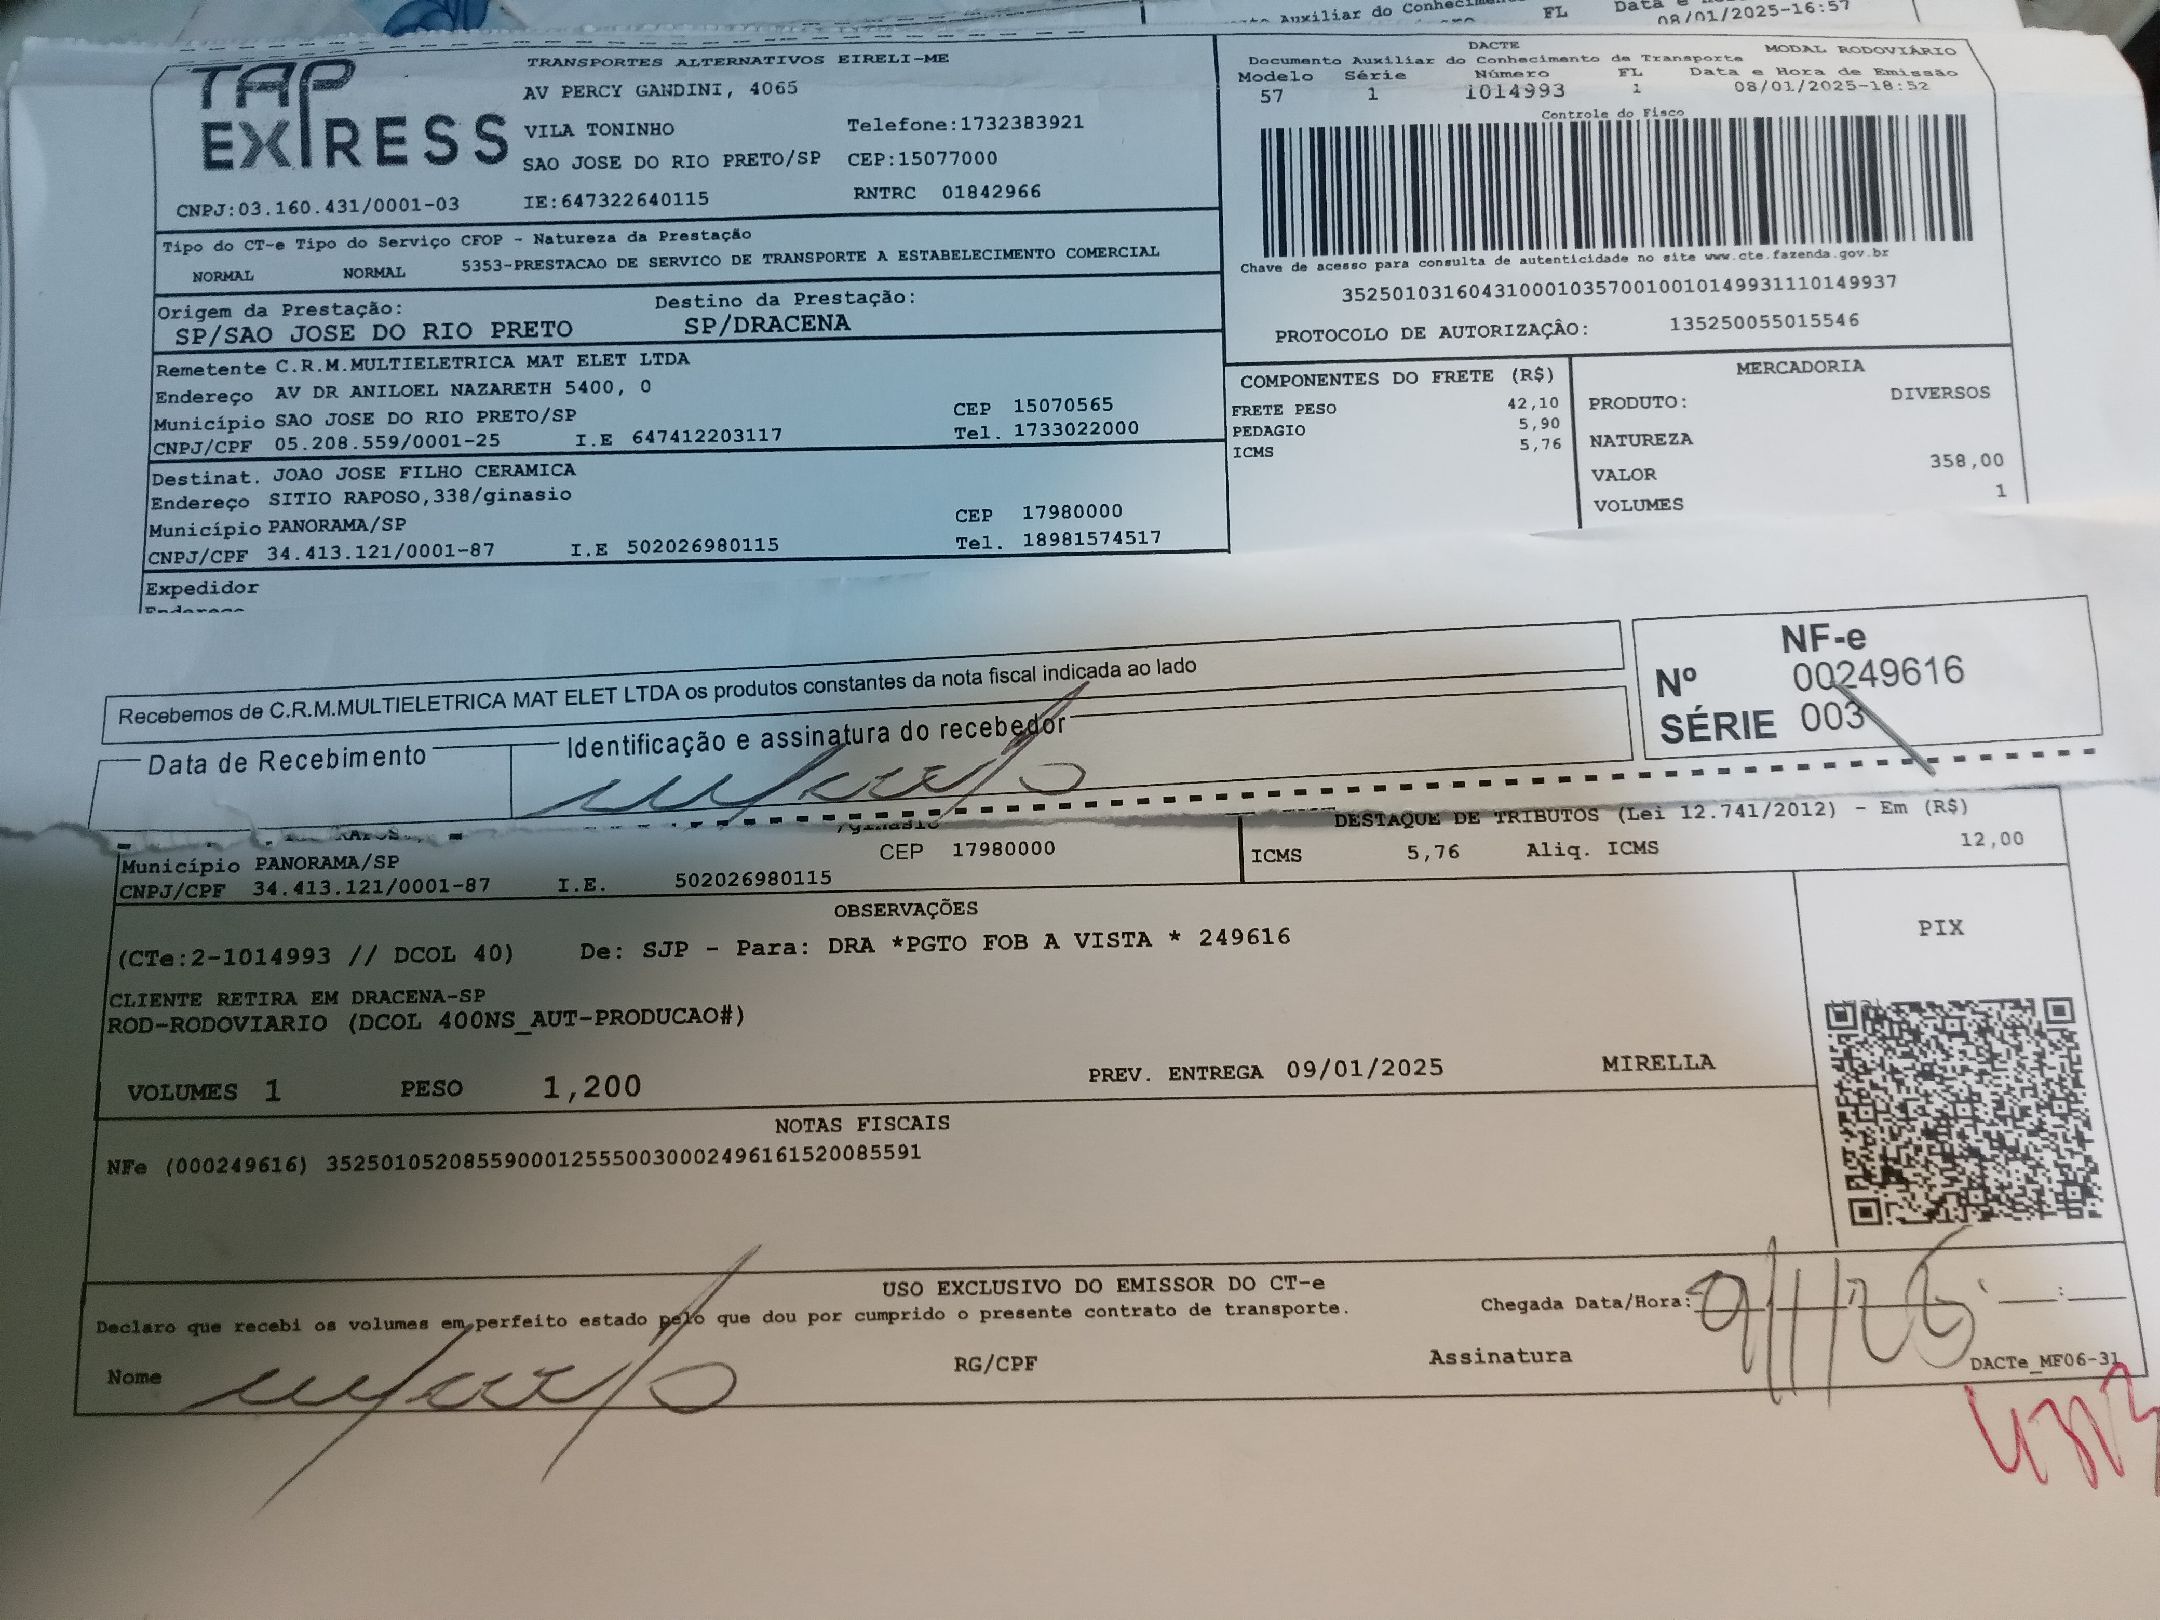 Auxiliar do Conhecimento FL Data e
08/01/2025-16:57
TAP EXPRESS
TRANSPORTES ALTERNATIVOS EIRELI-ME
AV PERCY GANDINI, 4065
VILA TONINHO Telefone:1732383921
SAO JOSE DO RIO PRETO/SP CEP:15077000
CNPJ:03.160.431/0001-03 IE:647322640115 RNTRC 01842966
DACTE MODAL RODOVIÁRIO
Documento Auxiliar do Conhecimento de Transporte
Modelo Série Número FL Data e Hora de Emissão
57 1 1014993 1 08/01/2025-18:52
Controle do Fisco
Chave de acesso para consulta de autenticidade no site www.cte.fazenda.gov.br
35250103160431000103570010010149931110149937
PROTOCOLO DE AUTORIZAÇÃO: 135250055015546
Tipo do CT-e Tipo do Serviço CFOP - Natureza da Prestação
NORMAL NORMAL 5353-PRESTACAO DE SERVICO DE TRANSPORTE A ESTABELECIMENTO COMERCIAL
Origem da Prestação: Destino da Prestação:
SP/SAO JOSE DO RIO PRETO SP/DRACENA
Remetente C.R.M.MULTIELETRICA MAT ELET LTDA
Endereço AV DR ANILOEL NAZARETH 5400, 0
Município SAO JOSE DO RIO PRETO/SP CEP 15070565
CNPJ/CPF 05.208.559/0001-25 I.E 647412203117 Tel. 1733022000
Destinat. JOAO JOSE FILHO CERAMICA
Endereço SITIO RAPOSO,338/ginasio
Município PANORAMA/SP CEP 17980000
CNPJ/CPF 34.413.121/0001-87 I.E 502026980115 Tel. 18981574517
Expedidor
COMPONENTES DO FRETE (R$)
FRETE PESO 42,10
PEDAGIO 5,90
ICMS 5,76
MERCADORIA
PRODUTO: DIVERSOS
NATUREZA
VALOR 358,00
VOLUMES 1
Recebemos de C.R.M.MULTIELETRICA MAT ELET LTDA os produtos constantes da nota fiscal indicada ao lado
Data de Recebimento Identificação e assinatura do recebedor
NF-e
Nº 00249616
SÉRIE 003
Município PANORAMA/SP CEP 17980000
CNPJ/CPF 34.413.121/0001-87 I.E. 502026980115
DESTAQUE DE TRIBUTOS (Lei 12.741/2012) - Em (R$)
ICMS 5,76 Aliq. ICMS 12,00
OBSERVAÇÕES
(CTe:2-1014993 // DCOL 40) De: SJP - Para: DRA *PGTO FOB A VISTA * 249616
CLIENTE RETIRA EM DRACENA-SP
ROD-RODOVIARIO (DCOL 400NS_AUT-PRODUCAO#)
VOLUMES 1 PESO 1,200 PREV. ENTREGA 09/01/2025 MIRELLA
PIX
NOTAS FISCAIS
NFe (000249616) 35250105208559000125550030002496161520085591
USO EXCLUSIVO DO EMISSOR DO CT-e
Declaro que recebi os volumes em perfeito estado pelo que dou por cumprido o presente contrato de transporte.
Chegada Data/Hora: 9/1/25 :
Nome RG/CPF Assinatura
DACTe_MF06-31